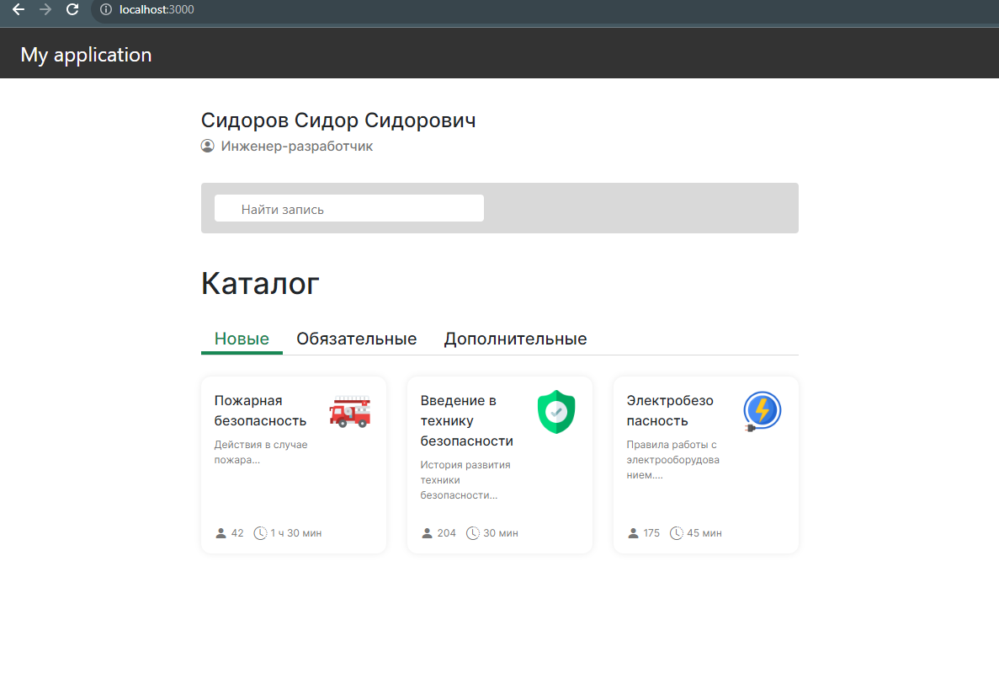 localhost:3000
My application
Сидоров Сидор Сидорович
Инженер-разработчик
Найти запись
Каталог
Новые Обязательные Дополнительные
Пожарная
безопасность
Действия в случае
пожара...
42 1 ч 30 мин
Введение в
технику
безопасности
История развития
техники
безопасности...
204 30 мин
Электробезо
пасность
Правила работы с
электрооборудова
нием....
175 45 мин